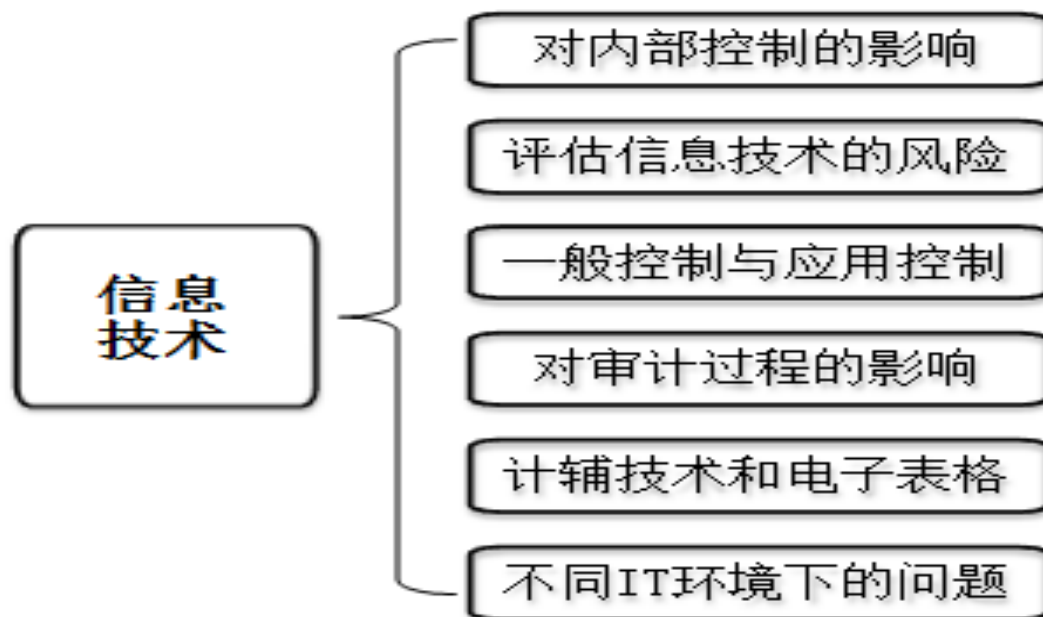 对内部控制的影响
评估信息技术的风险
一般控制与应用控制
信息
技术
对审计过程的影响
计辅技术和电子表格
不同IT环境下的问题